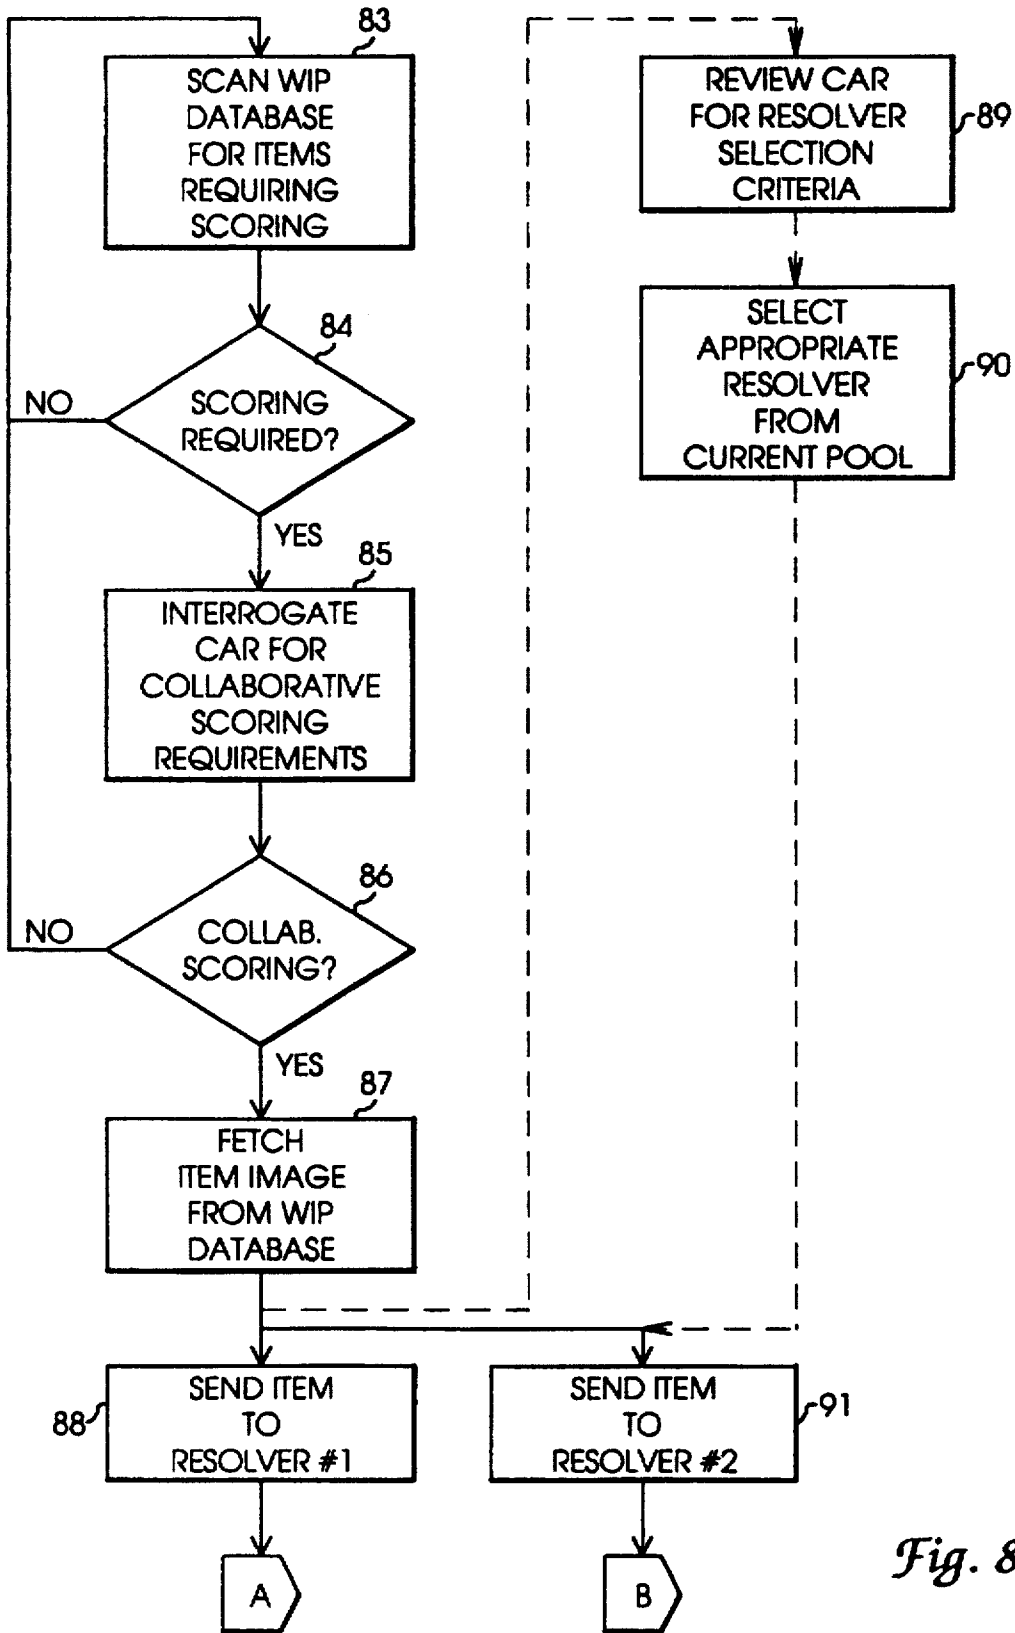 83
SCAN WIP
DATABASE
FOR ITEMS
REQUIRING
SCORING
84
NO
SCORING
REQUIRED?
YES
85
INTERROGATE
CAR FOR
COLLABORATIVE
SCORING
REQUIREMENTS
86
NO
COLLAB.
SCORING?
YES
87
FETCH
ITEM IMAGE
FROM WIP
DATABASE
88
SEND ITEM
TO
RESOLVER #1
A
REVIEW CAR
FOR RESOLVER
SELECTION
CRITERIA
89
SELECT
APPROPRIATE
RESOLVER
FROM
CURRENT POOL
90
SEND ITEM
TO
RESOLVER #2
91
B
Fig. 8